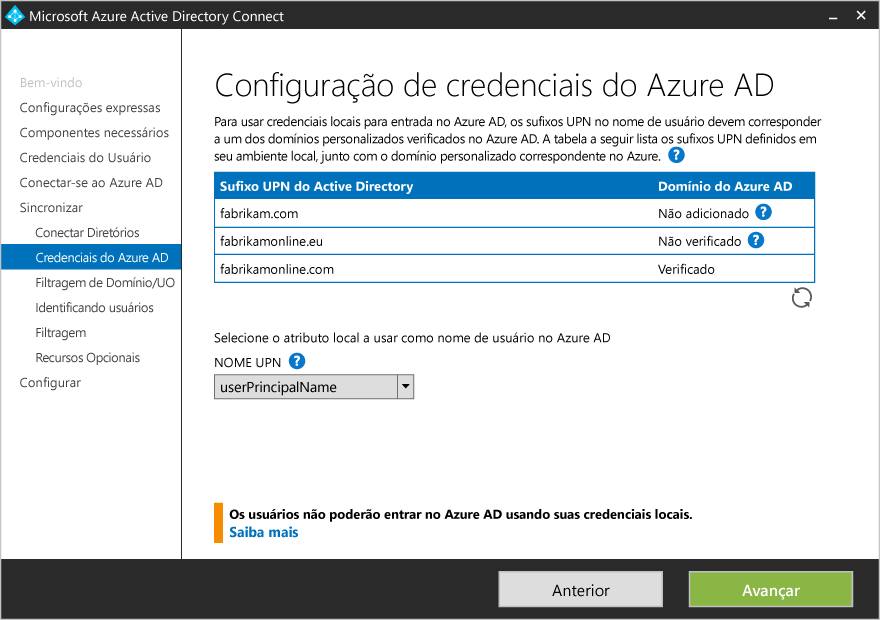 Microsoft Azure Active Directory Connect
Bem-vindo
Configurações expressas
Componentes necessários
Credenciais do Usuário
Conectar-se ao Azure AD
Sincronizar
Conectar Diretórios
Credenciais do Azure AD
Filtragem de Domínio/UO
Identificando usuários
Filtragem
Recursos Opcionais
Configurar
Configuração de credenciais do Azure AD
Para usar credenciais locais para entrada no Azure AD, os sufixos UPN no nome de usuário devem corresponder
a um dos domínios personalizados verificados no Azure AD. A tabela a seguir lista os sufixos UPN definidos em
seu ambiente local, junto com o domínio personalizado correspondente no Azure. ?
Sufixo UPN do Active Directory Domínio do Azure AD
fabrikam.com Não adicionado ?
fabrikamonline.eu Não verificado ?
fabrikamonline.com Verificado
Selecione o atributo local a usar como nome de usuário no Azure AD
NOME UPN ?
userPrincipalName
Os usuários não poderão entrar no Azure AD usando suas credenciais locais.
Saiba mais
Anterior Avançar